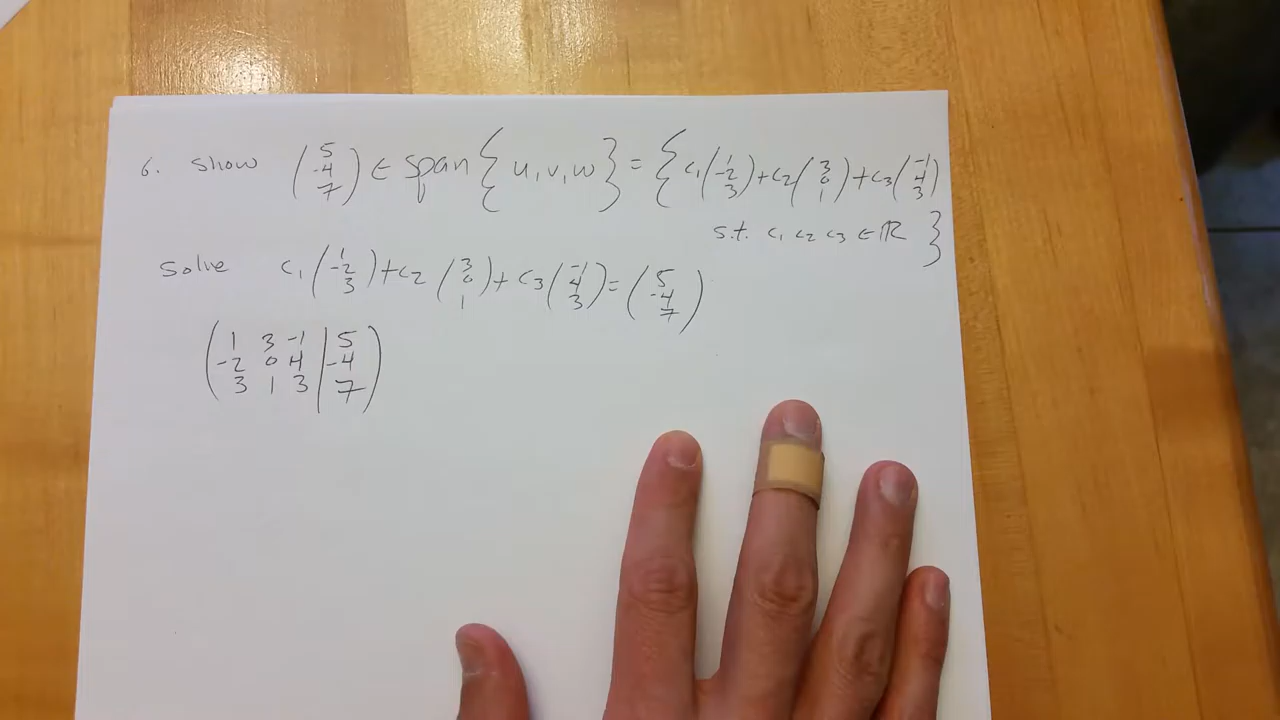 6. show (5 -4 7) ∈ span{u,v,w} = {c₁(1 -2 3)+c₂(3 0 1)+c₃(-1 4 3)
s.t. c₁ c₂ c₃ ∈ ℝ }
solve c₁(1 -2 3)+c₂(3 0 1)+c₃(-1 4 3)=(5 -4 7)
(1 3 -1 | 5
-2 0 4 | -4
3 1 3 | 7)